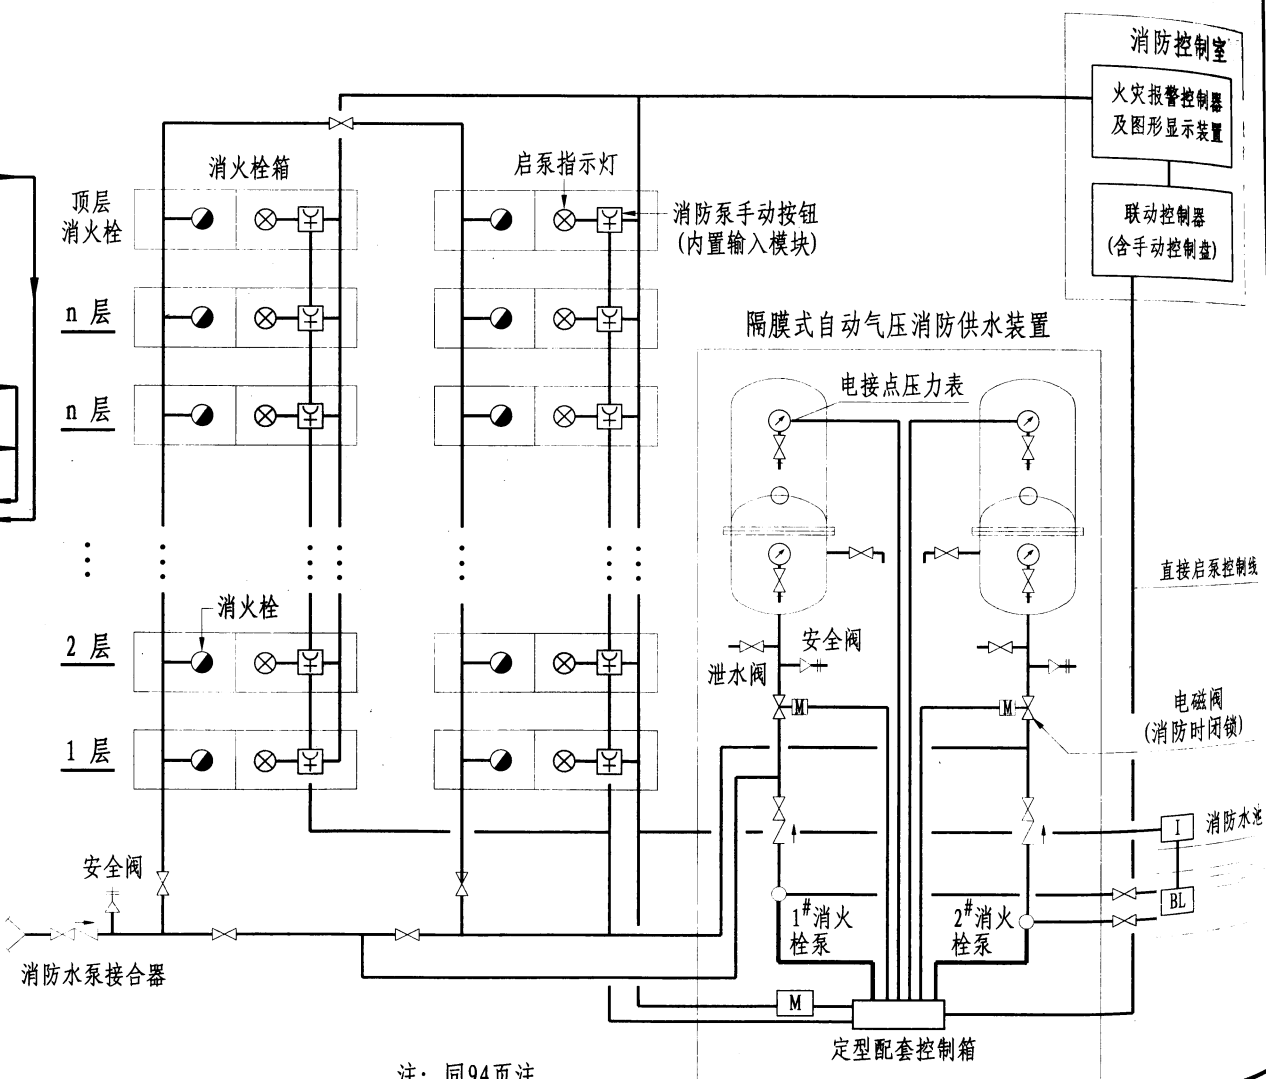 消防控制室
火灾报警控制器
及图形显示装置
联动控制器
(含手动控制盘)
消火栓箱
启泵指示灯
顶层
消火栓
消防泵手动按钮
(内置输入模块)
n 层
n 层
隔膜式自动气压消防供水装置
电接点压力表
直接启泵控制线
消火栓
2 层
安全阀
泄水阀
M
M
电磁阀
(消防时闭锁)
1 层
I
消防水池
安全阀
BL
1#消火
栓泵
2#消火
栓泵
消防水泵接合器
M
定型配套控制箱
注: 同94页注